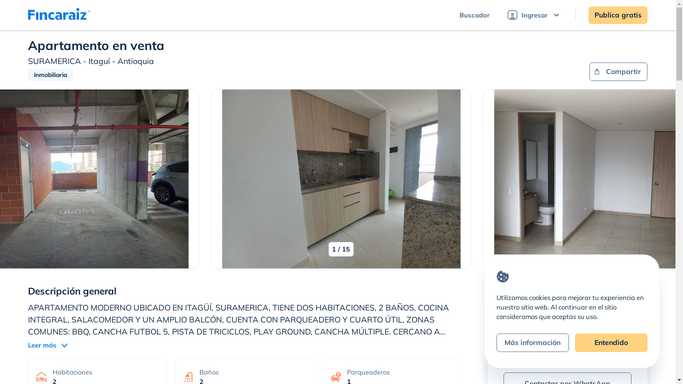 Fincaraiz
Buscador
Ingresar
Publica gratis
Apartamento en venta
SURAMERICA - Itagüí - Antioquia
Inmobiliaria
Compartir
1 / 15
Descripción general
APARTAMENTO MODERNO UBICADO EN ITAGÜÍ, SURAMERICA, TIENE DOS HABITACIONES, 2 BAÑOS, COCINA
INTEGRAL, SALACOMEDOR Y UN AMPLIO BALCÓN, CUENTA CON PARQUEADERO Y CUARTO ÚTIL, ZONAS
COMUNES: BBQ, CANCHA FUTBOL 5, PISTA DE TRICICLOS, PLAY GROUND, CANCHA MÚLTIPLE. CERCANO A...
Leer más
Habitaciones
2
Baños
2
Parqueaderos
1
Utilizamos cookies para mejorar tu experiencia en
nuestro sitio web. Al continuar en el sitio
consideramos que aceptas su uso.
Más información
Entendido
Contactar por WhatsApp